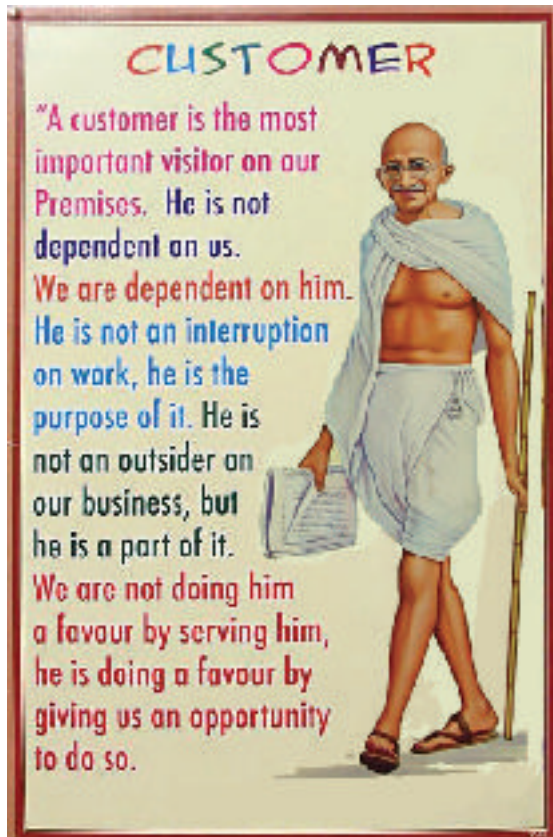 CUSTOMER
"A customer is the most
important visitor on our
Premises. He is not
dependent on us.
We are dependent on him.
He is not an interruption
on work, he is the
purpose of it. He is
not an outsider on
our business, but
he is a part of it.
We are not doing him
a favour by serving him,
he is doing a favour by
giving us an opportunity
to do so.